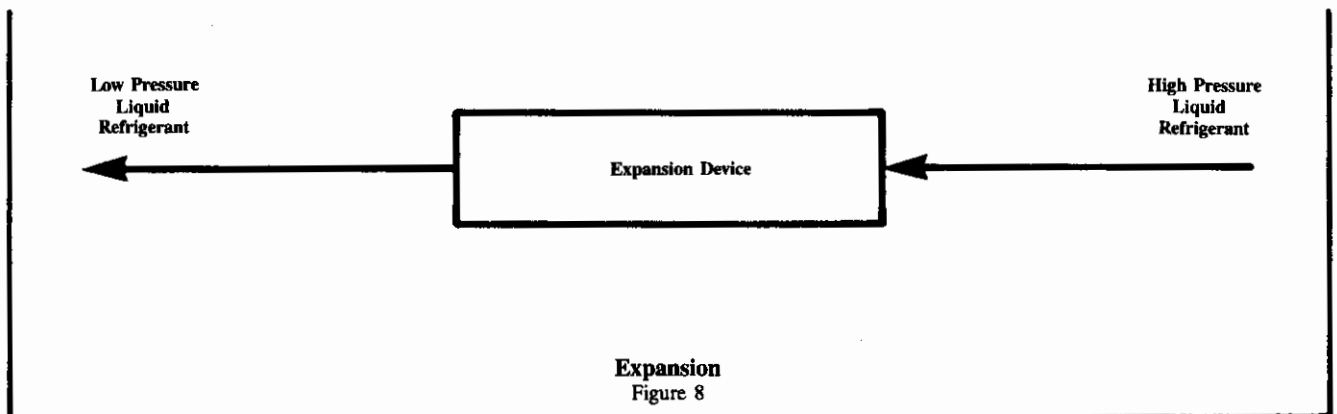 Low Pressure
Liquid
Refrigerant
Expansion Device
High Pressure
Liquid
Refrigerant
Expansion
Figure 8